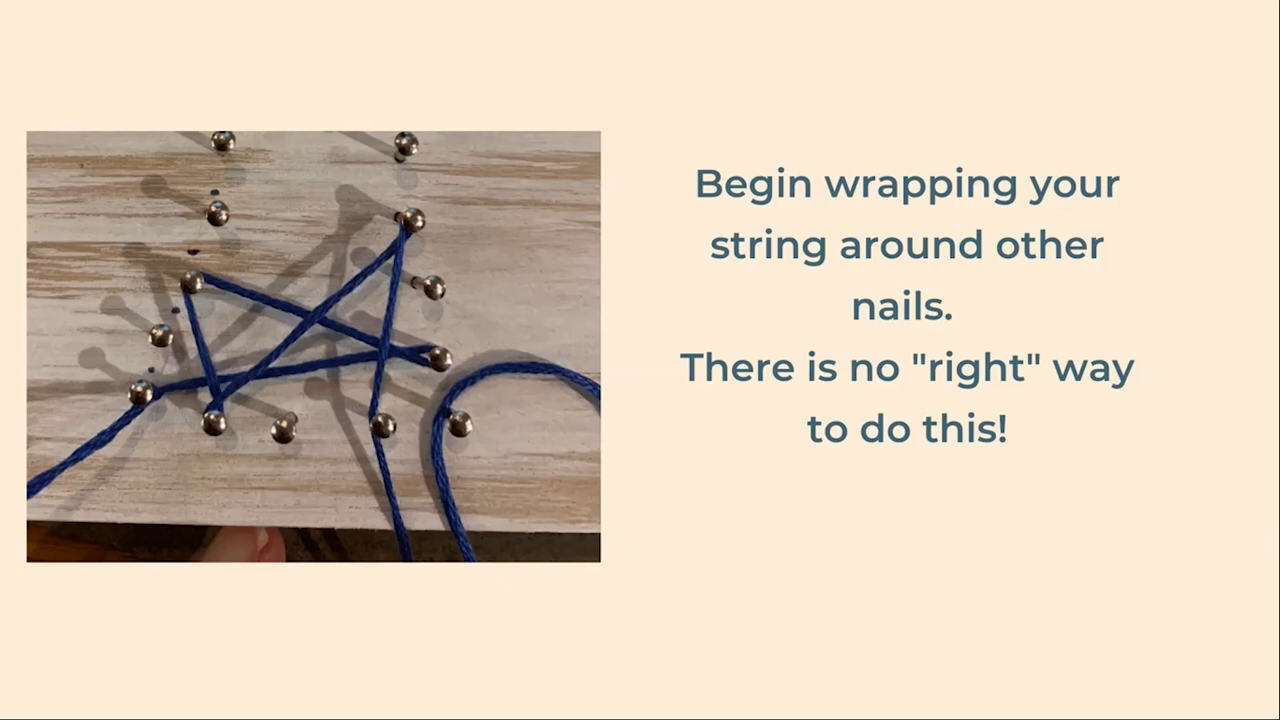 Begin wrapping your
string around other
nails.
There is no "right" way
to do this!